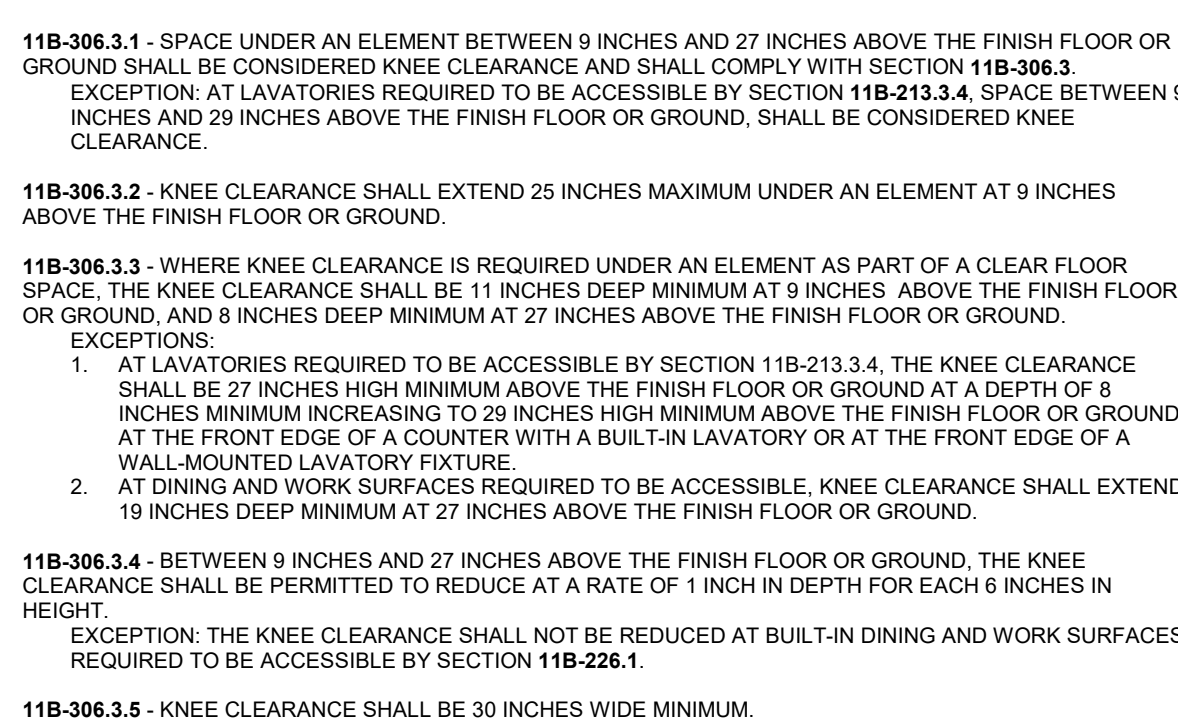 11B-306.3.1 - SPACE UNDER AN ELEMENT BETWEEN 9 INCHES AND 27 INCHES ABOVE THE FINISH FLOOR OR
GROUND SHALL BE CONSIDERED KNEE CLEARANCE AND SHALL COMPLY WITH SECTION 11B-306.3.
EXCEPTION: AT LAVATORIES REQUIRED TO BE ACCESSIBLE BY SECTION 11B-213.3.4, SPACE BETWEEN 9
INCHES AND 29 INCHES ABOVE THE FINISH FLOOR OR GROUND, SHALL BE CONSIDERED KNEE
CLEARANCE.
11B-306.3.2 - KNEE CLEARANCE SHALL EXTEND 25 INCHES MAXIMUM UNDER AN ELEMENT AT 9 INCHES
ABOVE THE FINISH FLOOR OR GROUND.
11B-306.3.3 - WHERE KNEE CLEARANCE IS REQUIRED UNDER AN ELEMENT AS PART OF A CLEAR FLOOR
SPACE, THE KNEE CLEARANCE SHALL BE 11 INCHES DEEP MINIMUM AT 9 INCHES ABOVE THE FINISH FLOOR
OR GROUND, AND 8 INCHES DEEP MINIMUM AT 27 INCHES ABOVE THE FINISH FLOOR OR GROUND.
EXCEPTIONS:
1. AT LAVATORIES REQUIRED TO BE ACCESSIBLE BY SECTION 11B-213.3.4, THE KNEE CLEARANCE
SHALL BE 27 INCHES HIGH MINIMUM ABOVE THE FINISH FLOOR OR GROUND AT A DEPTH OF 8
INCHES MINIMUM INCREASING TO 29 INCHES HIGH MINIMUM ABOVE THE FINISH FLOOR OR GROUND
AT THE FRONT EDGE OF A COUNTER WITH A BUILT-IN LAVATORY OR AT THE FRONT EDGE OF A
WALL-MOUNTED LAVATORY FIXTURE.
2. AT DINING AND WORK SURFACES REQUIRED TO BE ACCESSIBLE, KNEE CLEARANCE SHALL EXTEND
19 INCHES DEEP MINIMUM AT 27 INCHES ABOVE THE FINISH FLOOR OR GROUND.
11B-306.3.4 - BETWEEN 9 INCHES AND 27 INCHES ABOVE THE FINISH FLOOR OR GROUND, THE KNEE
CLEARANCE SHALL BE PERMITTED TO REDUCE AT A RATE OF 1 INCH IN DEPTH FOR EACH 6 INCHES IN
HEIGHT.
EXCEPTION: THE KNEE CLEARANCE SHALL NOT BE REDUCED AT BUILT-IN DINING AND WORK SURFACES
REQUIRED TO BE ACCESSIBLE BY SECTION 11B-226.1.
11B-306.3.5 - KNEE CLEARANCE SHALL BE 30 INCHES WIDE MINIMUM.